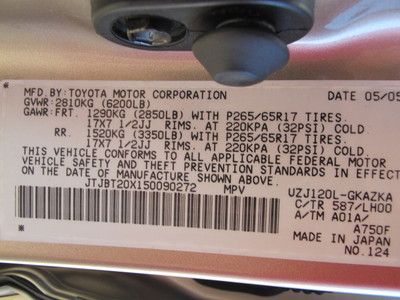 MFD.BY:TOYOTA MOTOR CORPORATION DATE 05/05
GVWR:2810KG (6200LB)
GAWR:FRT. 1290KG (2850LB) WITH P265/65R17 TIRES.
17X7 1/2JJ RIMS. AT 220KPA (32PSI) COLD.
RR. 1520KG (3350LB) WITH P265/65R17 TIRES.
17X7 1/2JJ RIMS. AT 220KPA (32PSI) COLD.
THIS VEHICLE CONFORMS TO ALL APPLICABLE FEDERAL MOTOR
VEHICLE SAFETY AND THEFT PREVENTION STANDARDS IN EFFECT
ON THE DATE OF MANUFACTURE SHOWN ABOVE.
JTJBT20X150090272 MPV UZJ120L-GKAZKA
C/TR 587/LH00
A/TM A01A/
A750F
MADE IN JAPAN
NO.124